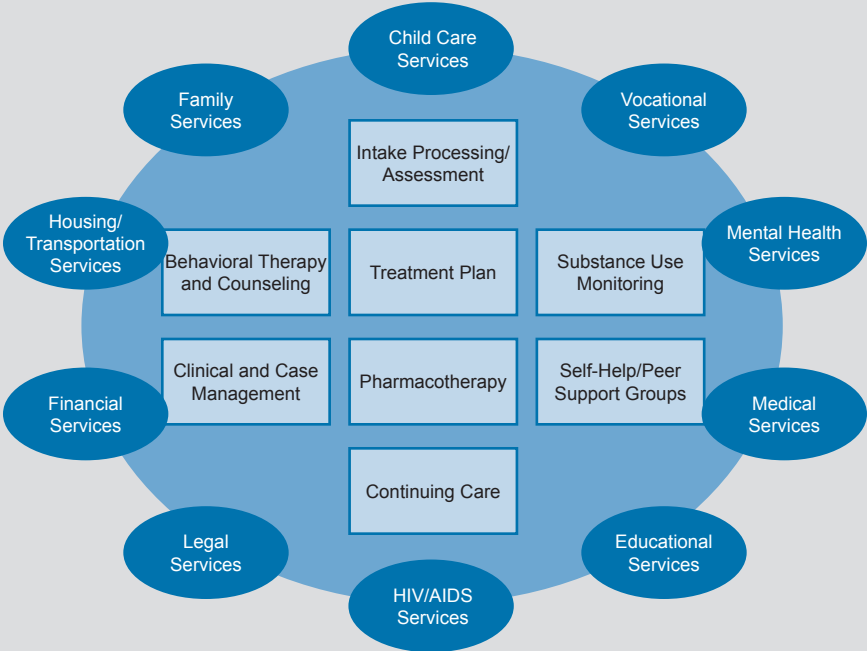 Child Care
Services
Family
Services
Vocational
Services
Intake Processing/
Assessment
Housing/
Transportation
Services
Mental Health
Services
Behavioral Therapy
and Counseling
Treatment Plan
Substance Use
Monitoring
Clinical and Case
Management
Pharmacotherapy
Self-Help/Peer
Support Groups
Financial
Services
Medical
Services
Continuing Care
Legal
Services
Educational
Services
HIV/AIDS
Services